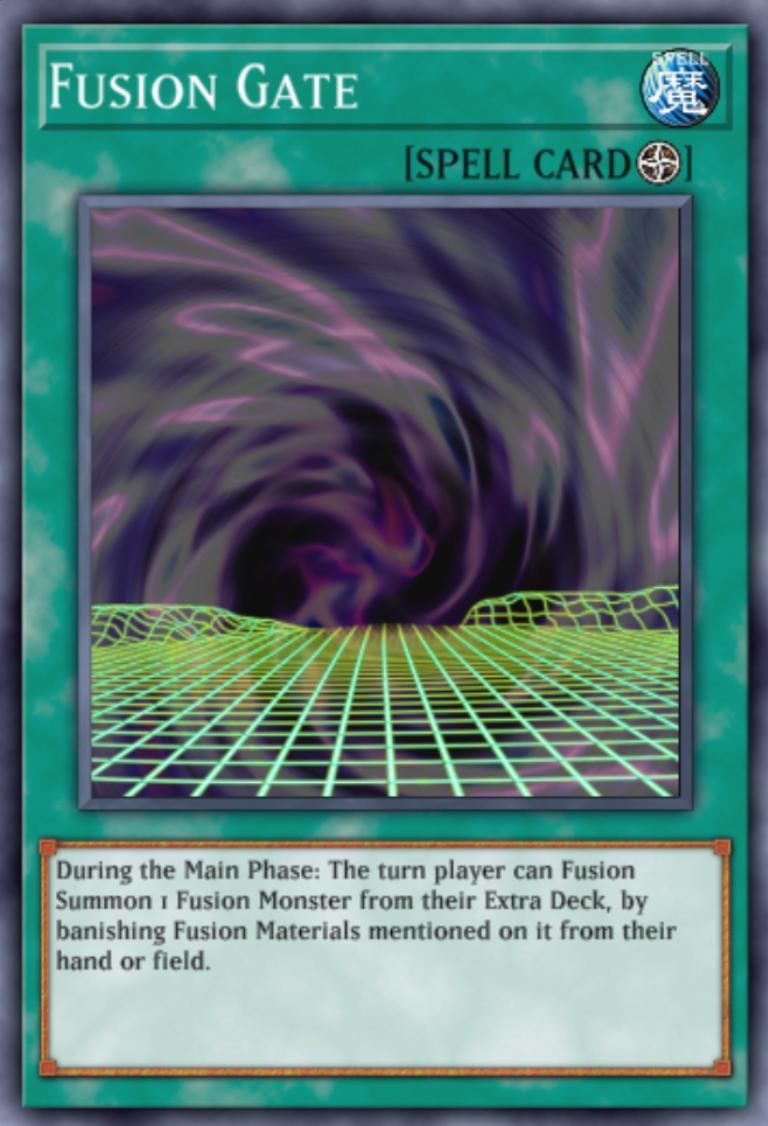 FUSION GATE
SPELL
魔
[SPELL CARD]
During the Main Phase: The turn player can Fusion
Summon 1 Fusion Monster from their Extra Deck, by
banishing Fusion Materials mentioned on it from their
hand or field.